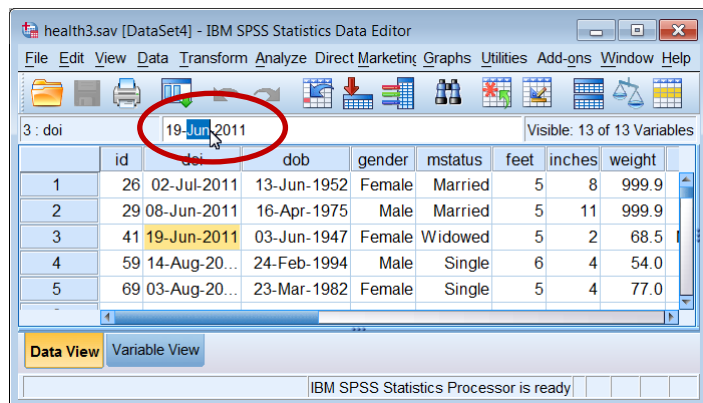 health3.sav [DataSet4] - IBM SPSS Statistics Data Editor
File Edit View Data Transform Analyze Direct Marketing Graphs Utilities Add-ons Window Help
3 : doi 19-Jun-2011 Visible: 13 of 13 Variables
id doi dob gender mstatus feet inches weight
1 26 02-Jul-2011 13-Jun-1952 Female Married 5 8 999.9
2 29 08-Jun-2011 16-Apr-1975 Male Married 5 11 999.9
3 41 19-Jun-2011 03-Jun-1947 Female Widowed 5 2 68.5
4 59 14-Aug-20... 24-Feb-1994 Male Single 6 4 54.0
5 69 03-Aug-20... 23-Mar-1982 Female Single 5 4 77.0
Data View Variable View
IBM SPSS Statistics Processor is ready